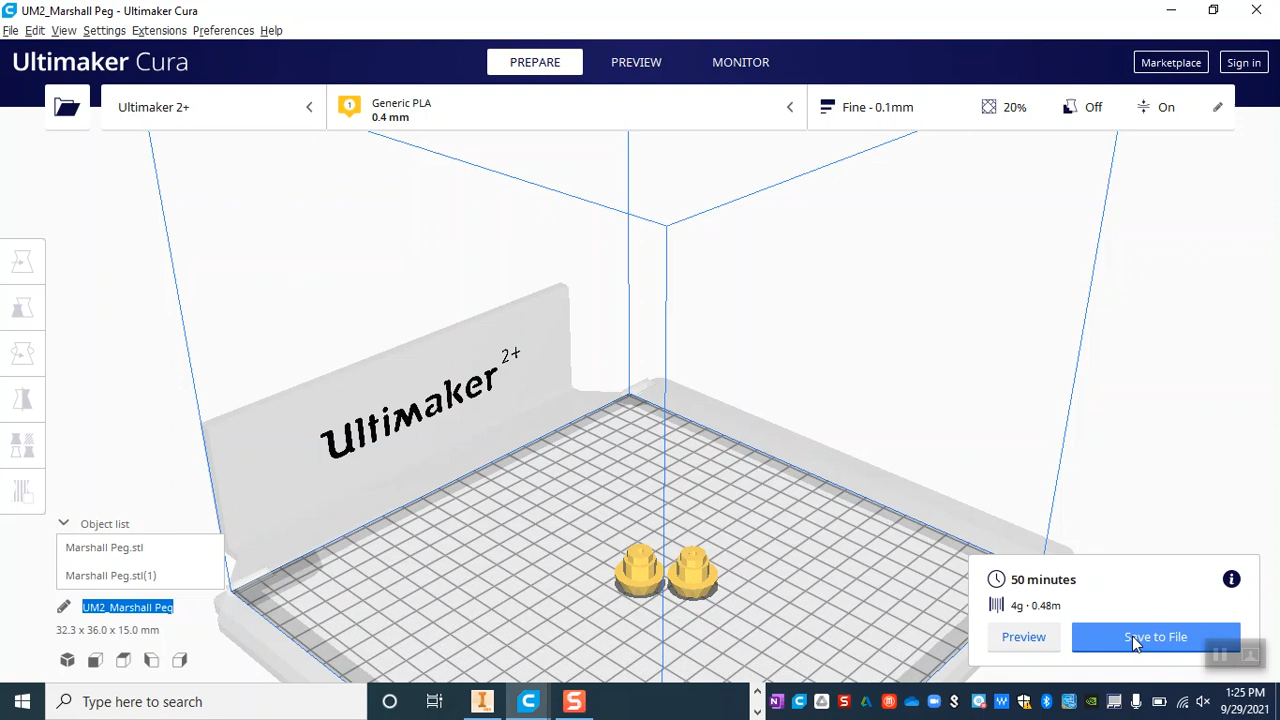 UM2_Marshall Peg - Ultimaker Cura
File Edit View Settings Extensions Preferences Help
Ultimaker Cura
PREPARE
PREVIEW
MONITOR
Marketplace
Sign in
Ultimaker 2+
1
Generic PLA
0.4 mm
Fine - 0.1mm
20%
Off
On
Ultimaker 2+
Object list
Marshall Peg.stl
Marshall Peg.stl(1)
UM2_Marshall Peg
32.3 x 36.0 x 15.0 mm
50 minutes
4g · 0.48m
Preview
Save to File
Type here to search
1:25 PM
9/29/2021